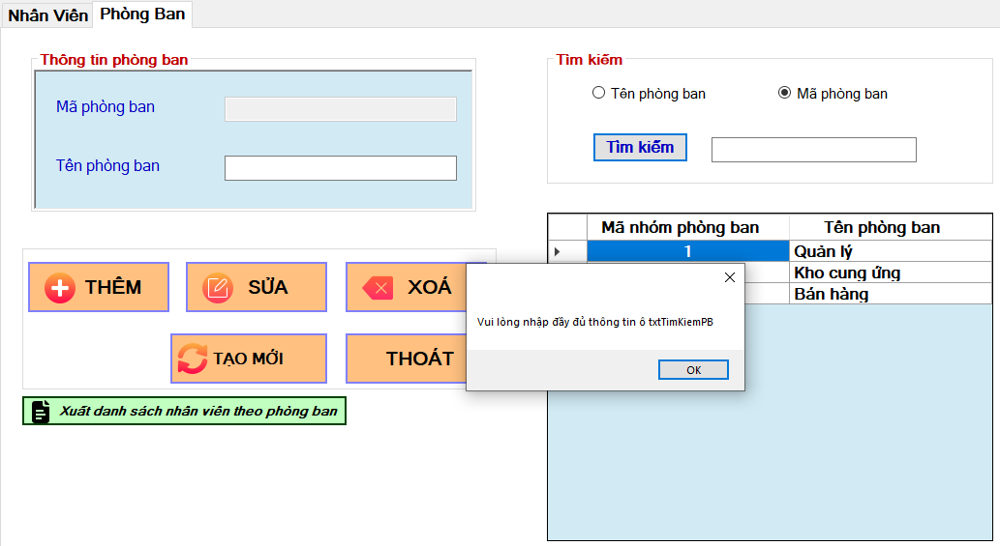 Nhân Viên
Phòng Ban
Thông tin phòng ban
Mã phòng ban
Tên phòng ban
Tìm kiếm
Tên phòng ban
Mã phòng ban
Tìm kiếm
THÊM
SỬA
XOÁ
TẠO MỚI
THOÁT
Xuất danh sách nhân viên theo phòng ban
Mã nhóm phòng ban Tên phòng ban
1 Quản lý
Kho cung ứng
Bán hàng
Vui lòng nhập đầy đủ thông tin ô txtTimKiemPB
OK